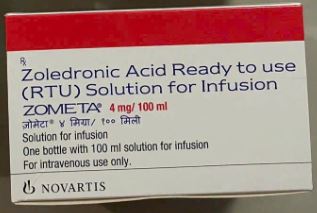 Rx
Zoledronic Acid Ready to use
(RTU) Solution for Infusion
ZOMETA® 4 mg/100 ml
ज़ोमेटा® ४ मिग्रा/ १०० मिली
Solution for infusion
One bottle with 100 ml solution for infusion
For intravenous use only.
NOVARTIS